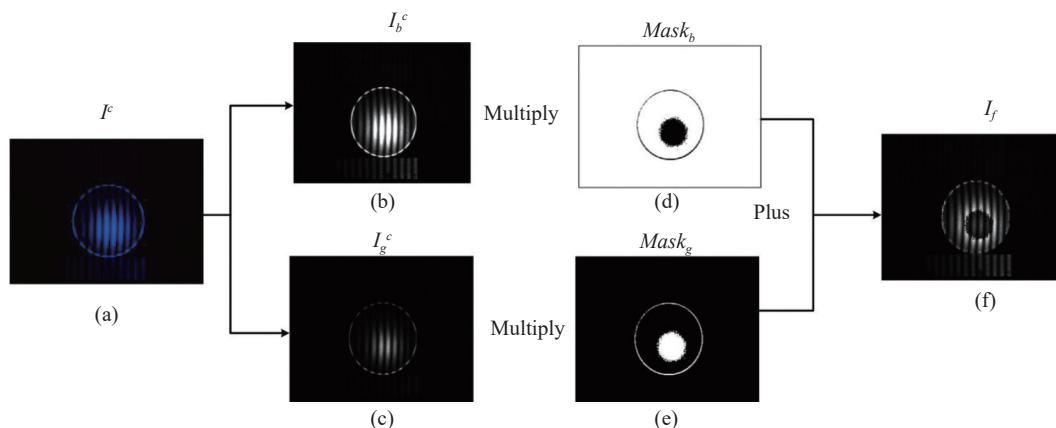 I^c
(a)
I_b^c
(b)
I_g^c
(c)
Multiply
Multiply
Mask_b
(d)
Mask_g
(e)
Plus
I_f
(f)